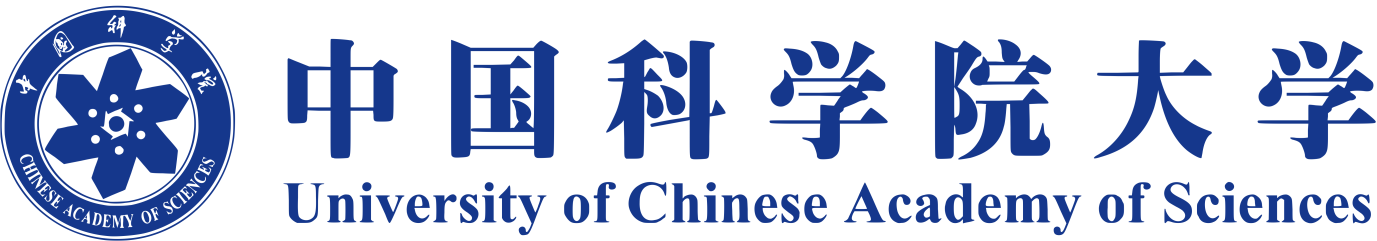 中国科学院
CHINESE ACADEMY OF SCIENCES
中国科学院大学
University of Chinese Academy of Sciences